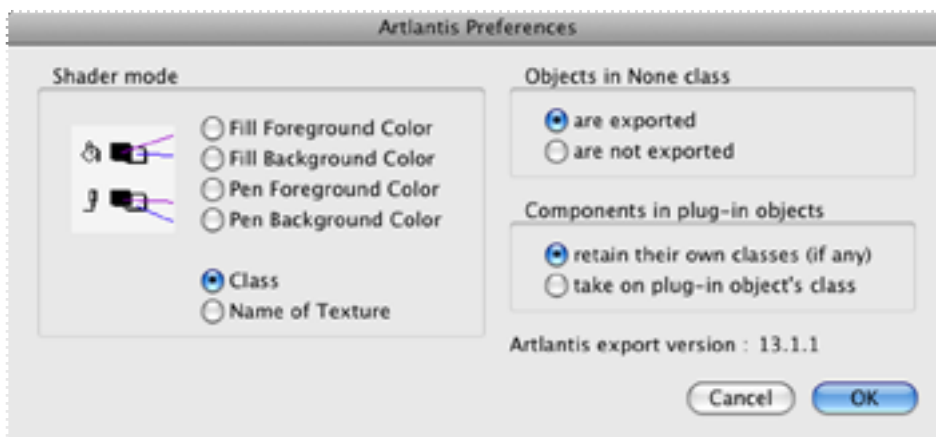 Artlantis Preferences
Shader mode
Fill Foreground Color
Fill Background Color
Pen Foreground Color
Pen Background Color
Class
Name of Texture
Objects in None class
are exported
are not exported
Components in plug-in objects
retain their own classes (if any)
take on plug-in object's class
Artlantis export version : 13.1.1
Cancel
OK